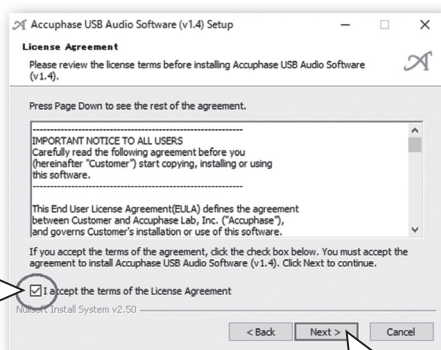 Accuphase USB Audio Software (v1.4) Setup
License Agreement
Please review the license terms before installing Accuphase USB Audio Software
(v1.4).
Press Page Down to see the rest of the agreement.
----------------------------------------------------
IMPORTANT NOTICE TO ALL USERS
Carefully read the following agreement before you
(hereinafter "Customer") start copying, installing or using
this software.
----------------------------------------------------
This End User License Agreement(EULA) defines the agreement
between Customer and Accuphase Lab, Inc. ("Accuphase"),
and governs Customer's installation or use of this software.
If you accept the terms of the agreement, click the check box below. You must accept the
agreement to install Accuphase USB Audio Software (v1.4). Click Next to continue.
I accept the terms of the License Agreement
Nullsoft Install System v2.50
< Back Next > Cancel